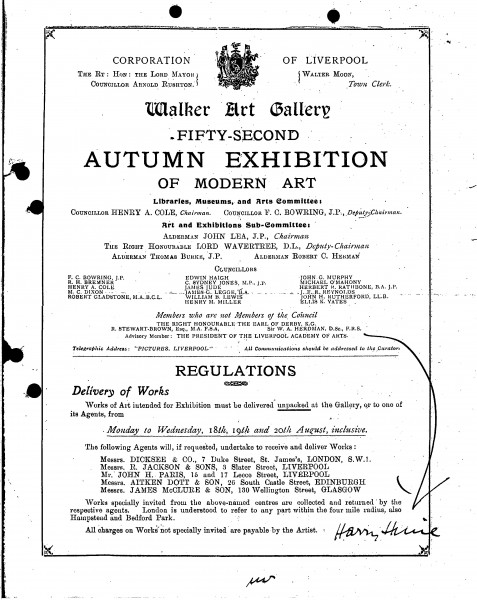 CORPORATION OF LIVERPOOL
THE RT: HON: THE LORD MAYOR COUNCILLOR ARNOLD RUSHTON. WALTER MOON, Town Clerk.
Walker Art Gallery
FIFTY-SECOND
AUTUMN EXHIBITION
OF MODERN ART
Libraries, Museums, and Arts Committee:
COUNCILLOR HENRY A. COLE, Chairman. COUNCILLOR F. C. BOWRING, J.P., Deputy-Chairman.
Art and Exhibitions Sub-Committee:
ALDERMAN JOHN LEA, J.P., Chairman
THE RIGHT HONOURABLE LORD WAVERTREE, D.L., Deputy-Chairman
ALDERMAN THOMAS BURKE, J.P. ALDERMAN ROBERT C. HERMAN
COUNCILLORS
F. C. BOWRING, J.P. EDWIN HAIGH JOHN G. MURPHY
R. H. BREMNER C. SYDNEY JONES, M.P., J.P. MICHAEL O'MAHONY
HENRY A. COLE JAMES JUDE HERBERT R. RATHBONE, B.A. J.P.
M. C. DIXON JAMES G. LEGGE, B.A. J. F. R. REYNOLDS
ROBERT GLADSTONE, M.A. B.C.L. WILLIAM B. LEWIS JOHN H. RUTHERFORD, LL.B.
HENRY M. MILLER ELLIS K. YATES
Members who are not Members of the Council
THE RIGHT HONOURABLE THE EARL OF DERBY, K.G.
B. STEWART-BROWN, Esq., M.A. F.S.A. Sir W. A. HERDMAN, D.Sc., F.R.S.
Advisory Member: THE PRESIDENT OF THE LIVERPOOL ACADEMY OF ARTS.
Telegraphic Address: "PICTURES, LIVERPOOL" All Communications should be addressed to the Curator.
REGULATIONS
Delivery of Works
Works of Art intended for Exhibition must be delivered unpacked at the Gallery, or to one of
its Agents, from
Monday to Wednesday, 18th, 19th and 20th August, inclusive.
The following Agents will, if requested, undertake to receive and deliver Works:
Messrs. DICKSEE & CO., 7 Duke Street, St. James's, LONDON, S.W.1.
Messrs. R. JACKSON & SONS, 3 Slater Street, LIVERPOOL
Mr. JOHN H. PARIS, 15 and 17 Leece Street, LIVERPOOL
Messrs. AITKEN DOTT & SON, 26 South Castle Street, EDINBURGH
Messrs. JAMES McCLURE & SON, 130 Wellington Street, GLASGOW
Works specially invited from the above-named centres are collected and returned by the
respective agents. London is understood to refer to any part within the four mile radius, also
Hampstead and Bedford Park.
All charges on Works not specially invited are payable by the Artist.
Harry Hine